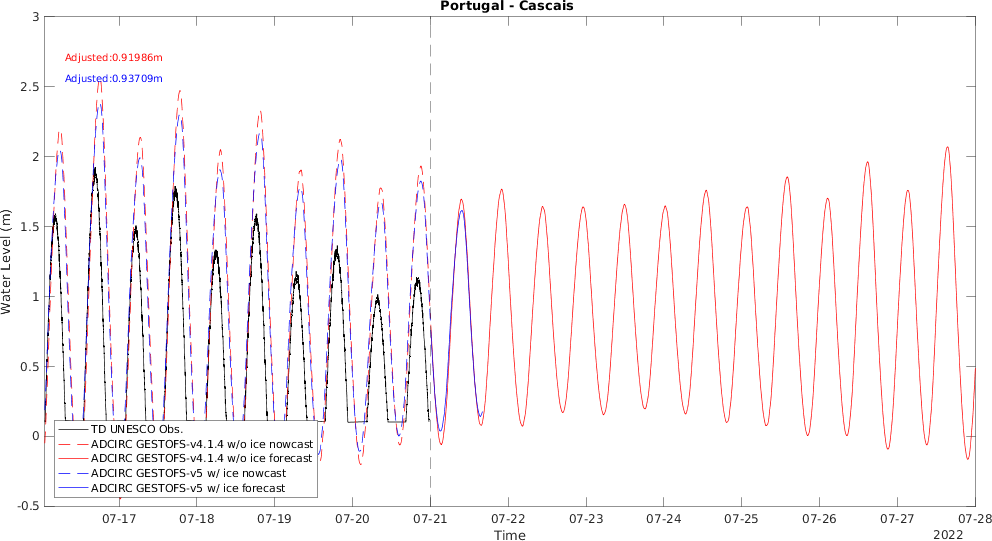 Portugal - Cascais
3
Adjusted:0.91986m
Adjusted:0.93709m
2.5
2
1.5
1
0.5
0
-0.5
Water Level (m)
TD UNESCO Obs.
ADCIRC GESTOFS-v4.1.4 w/o ice nowcast
ADCIRC GESTOFS-v4.1.4 w/o ice forecast
ADCIRC GESTOFS-v5 w/ ice nowcast
ADCIRC GESTOFS-v5 w/ ice forecast
07-17 07-18 07-19 07-20 07-21 07-22 07-23 07-24 07-25 07-26 07-27 07-28
Time
2022